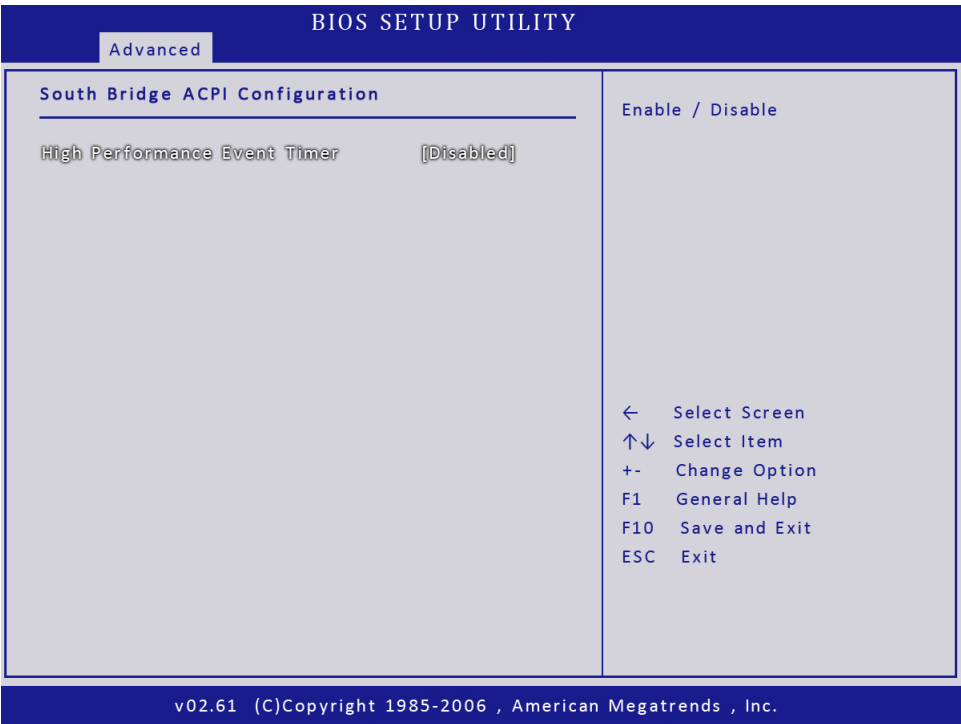 BIOS SETUP UTILITY
Advanced
South Bridge ACPI Configuration
High Performance Event Timer [Disabled]
Enable / Disable
← Select Screen
↑↓ Select Item
+- Change Option
F1 General Help
F10 Save and Exit
ESC Exit
v02.61 (C)Copyright 1985-2006 , American Megatrends , Inc.